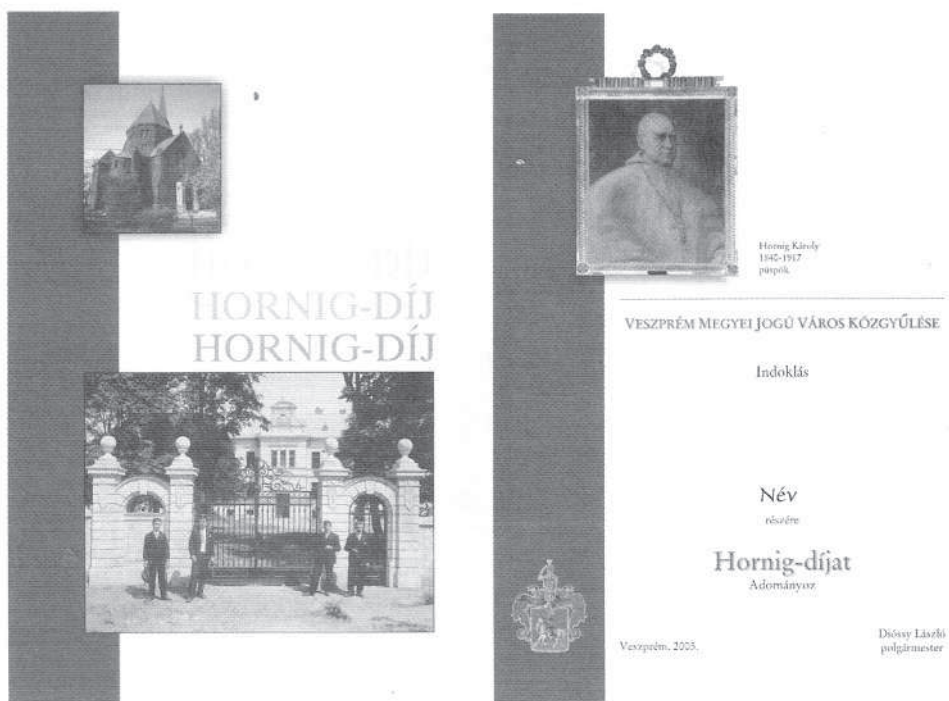 HORNIG-DÍJ
HORNIG-DÍJ
Hornig Károly
1840-1917
püspök
VESZPRÉM MEGYEI JOGÚ VÁROS KÖZGYŰLÉSE
Indoklás
Név
részére
Hornig-díjat
Adományoz
Veszprém, 2005.
Dióssy László
polgármester